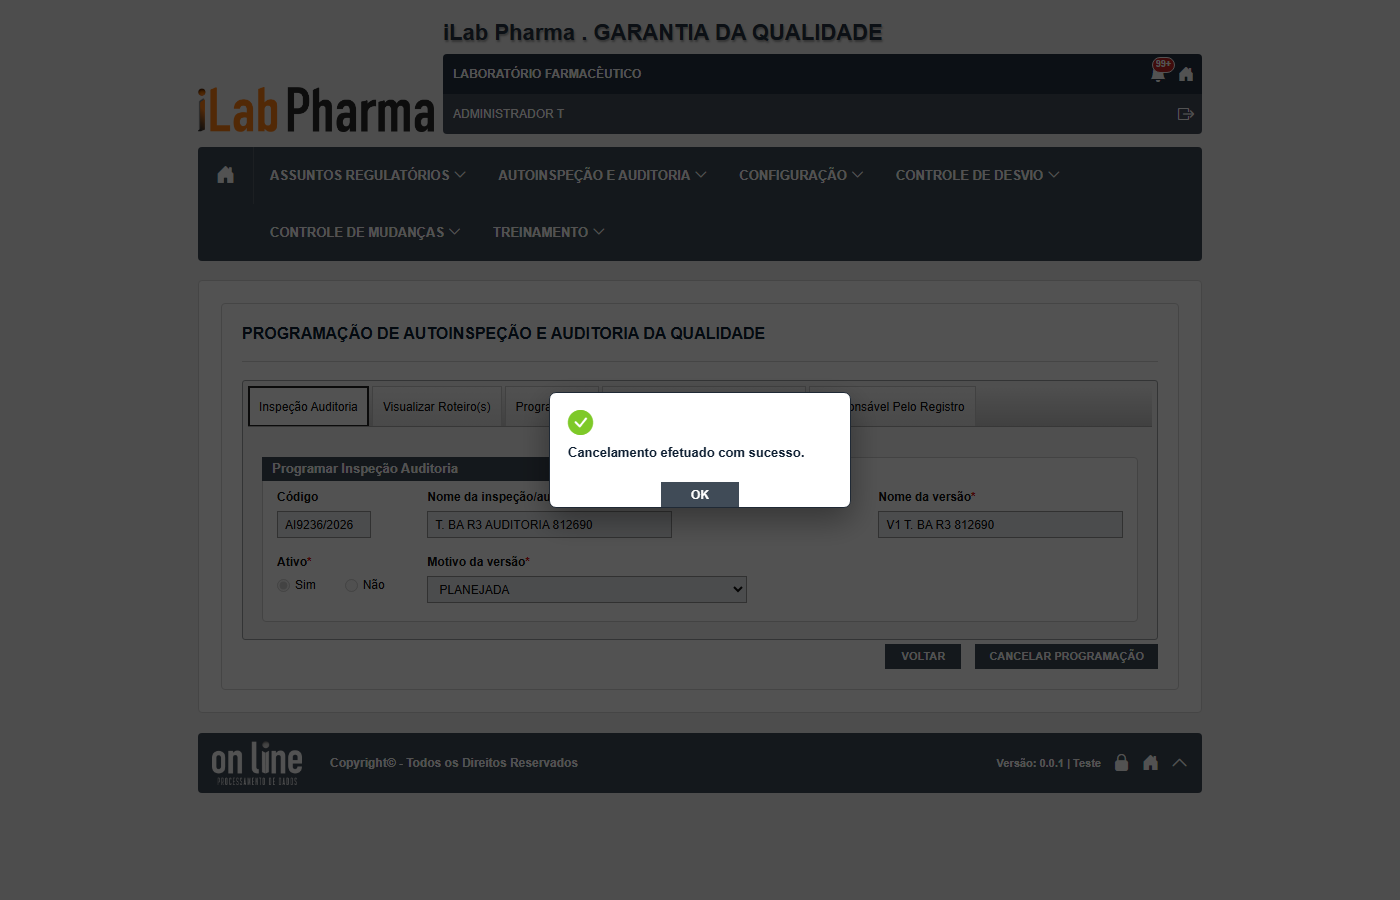 iLab Pharma . GARANTIA DA QUALIDADE
LABORATÓRIO FARMACÊUTICO
99+
iLab Pharma
ADMINISTRADOR T
ASSUNTOS REGULATÓRIOS
AUTOINSPEÇÃO E AUDITORIA
CONFIGURAÇÃO
CONTROLE DE DESVIO
CONTROLE DE MUDANÇAS
TREINAMENTO
PROGRAMAÇÃO DE AUTOINSPEÇÃO E AUDITORIA DA QUALIDADE
Inspeção Auditoria
Visualizar Roteiro(s)
Pelo Registro
Cancelamento efetuado com sucesso.
OK
Programar Inspeção Auditoria
Código
Nome da
Nome da versão*
AI9236/2026
T. BA R3 AUDITORIA 812690
V1 T. BA R3 812690
Ativo*
Motivo da versão*
Sim
Não
PLANEJADA
VOLTAR
CANCELAR PROGRAMAÇÃO
on line
PROCESSAMENTO DE DADOS
Copyright© - Todos os Direitos Reservados
Versão: 0.0.1 | Teste